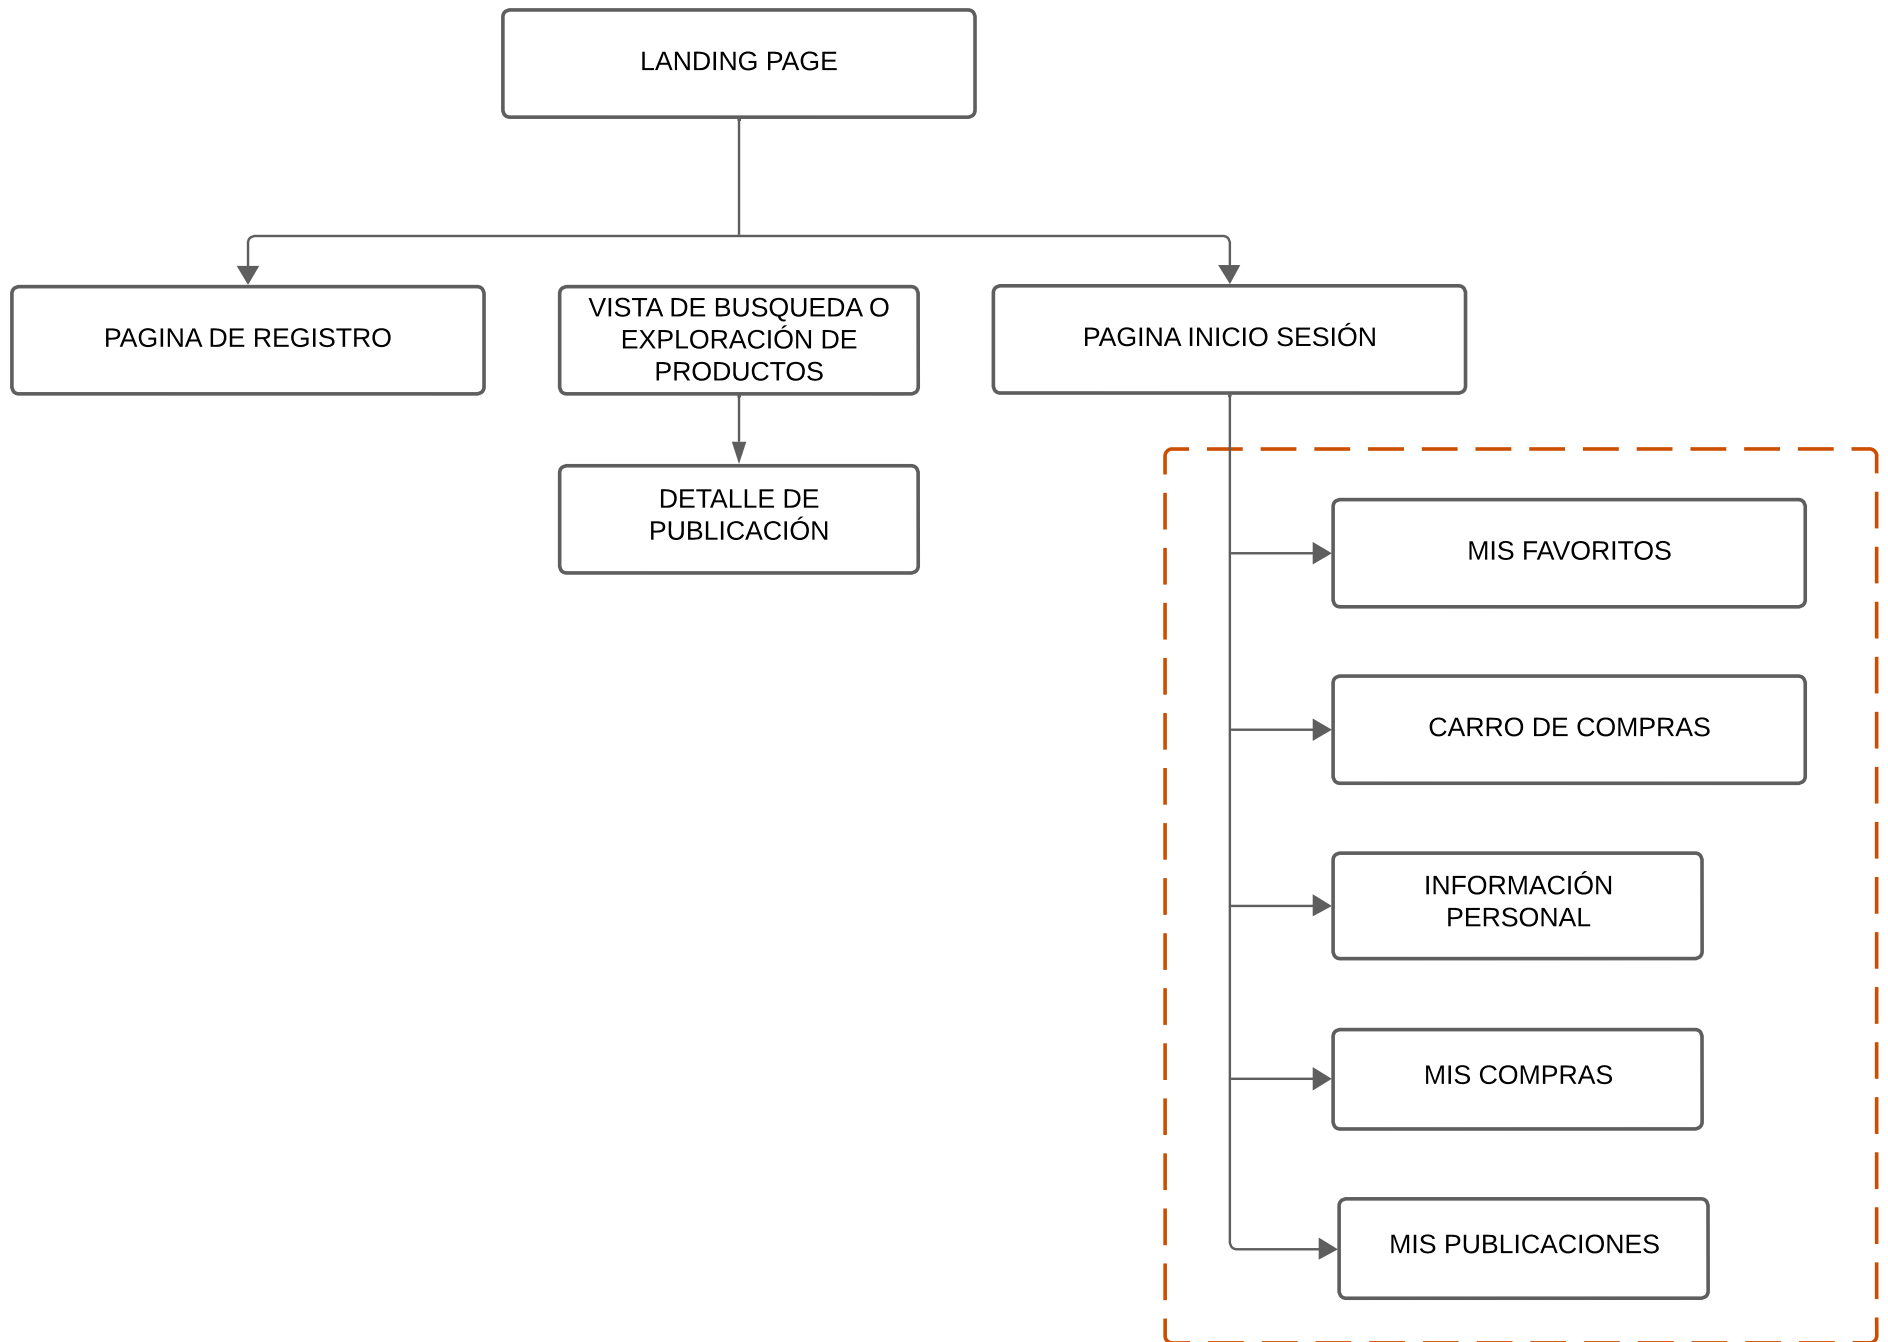 LANDING PAGE
PAGINA DE REGISTRO
VISTA DE BUSQUEDA O
EXPLORACIÓN DE
PRODUCTOS
PAGINA INICIO SESIÓN
DETALLE DE
PUBLICACIÓN
MIS FAVORITOS
CARRO DE COMPRAS
INFORMACIÓN
PERSONAL
MIS COMPRAS
MIS PUBLICACIONES